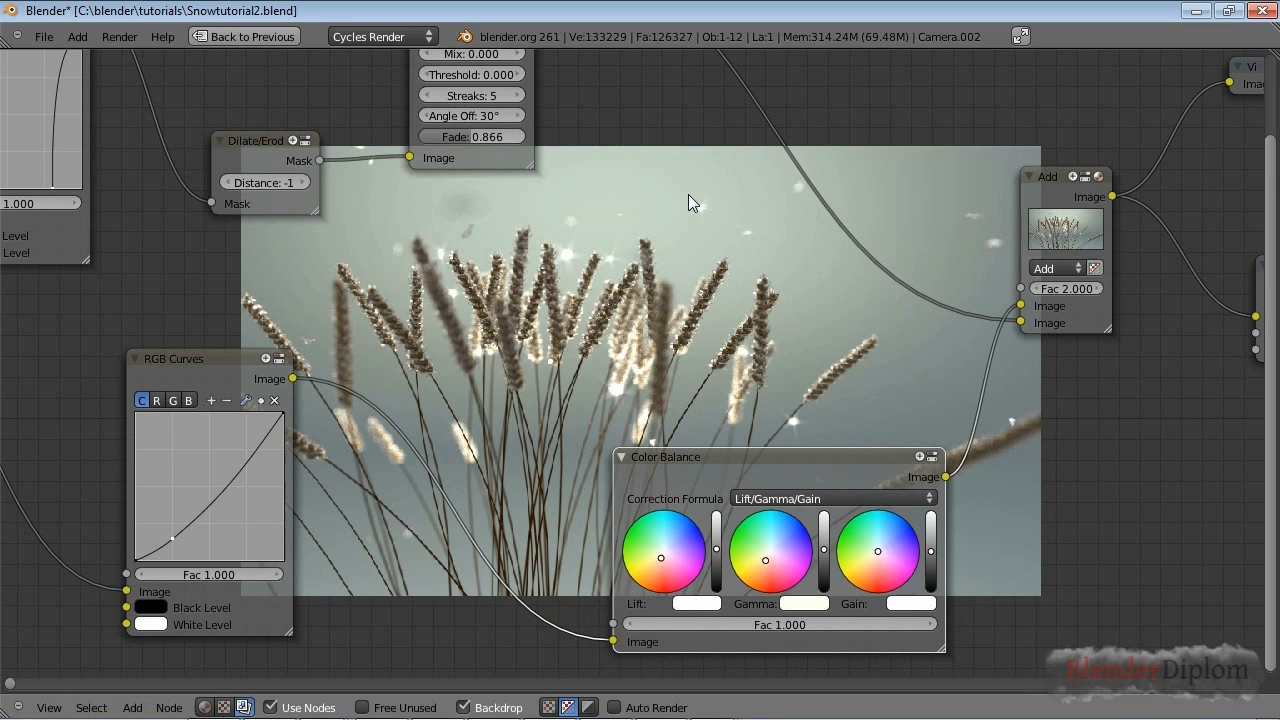 Blender* [C:\blender\tutorials\Snowtutorial2.blend]
File Add Render Help Back to Previous Cycles Render blender.org 261 | Ve:133229 | Fa:126327 | Ob:1-12 | La:1 | Mem:314.24M (69.48M) | Camera.002
Mix: 0.000
Threshold: 0.000
Streaks: 5
Angle Off: 30°
Fade: 0.866
Image
Dilate/Erod
Mask
Distance: -1
Mask
1.000
Level
Level
Vi
Imag
Add
Image
Add
Fac 2.000
Image
Image
RGB Curves
Image
C R G B
Fac 1.000
Image
Black Level
White Level
Color Balance
Image
Correction Formula Lift/Gamma/Gain
Lift: Gamma: Gain:
Fac 1.000
Image
BlenderDiplom
View Select Add Node Use Nodes Free Unused Backdrop Auto Render